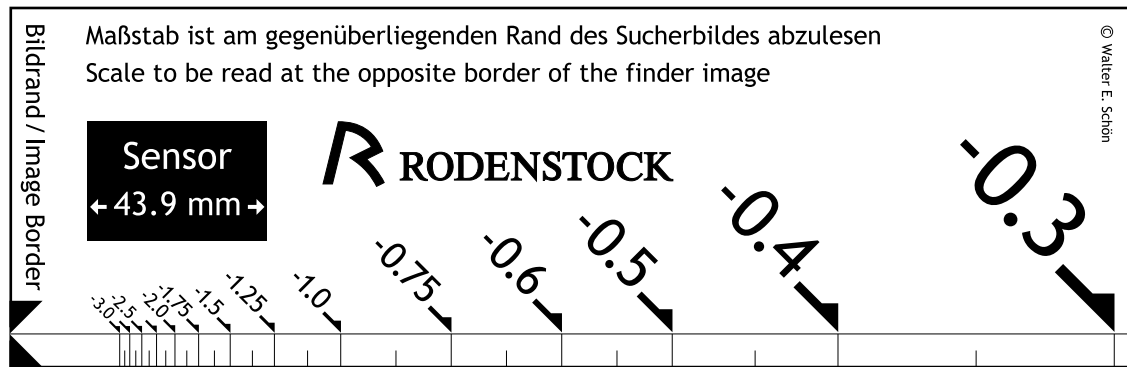 Bildrand / Image Border
Maßstab ist am gegenüberliegenden Rand des Sucherbildes abzulesen
Scale to be read at the opposite border of the finder image
© Walter E. Schön
Sensor
43.9 mm
R RODENSTOCK
-3.0
-2.5
-2.0
-1.75
-1.5
-1.25
-1.0
-0.75
-0.6
-0.5
-0.4
-0.3